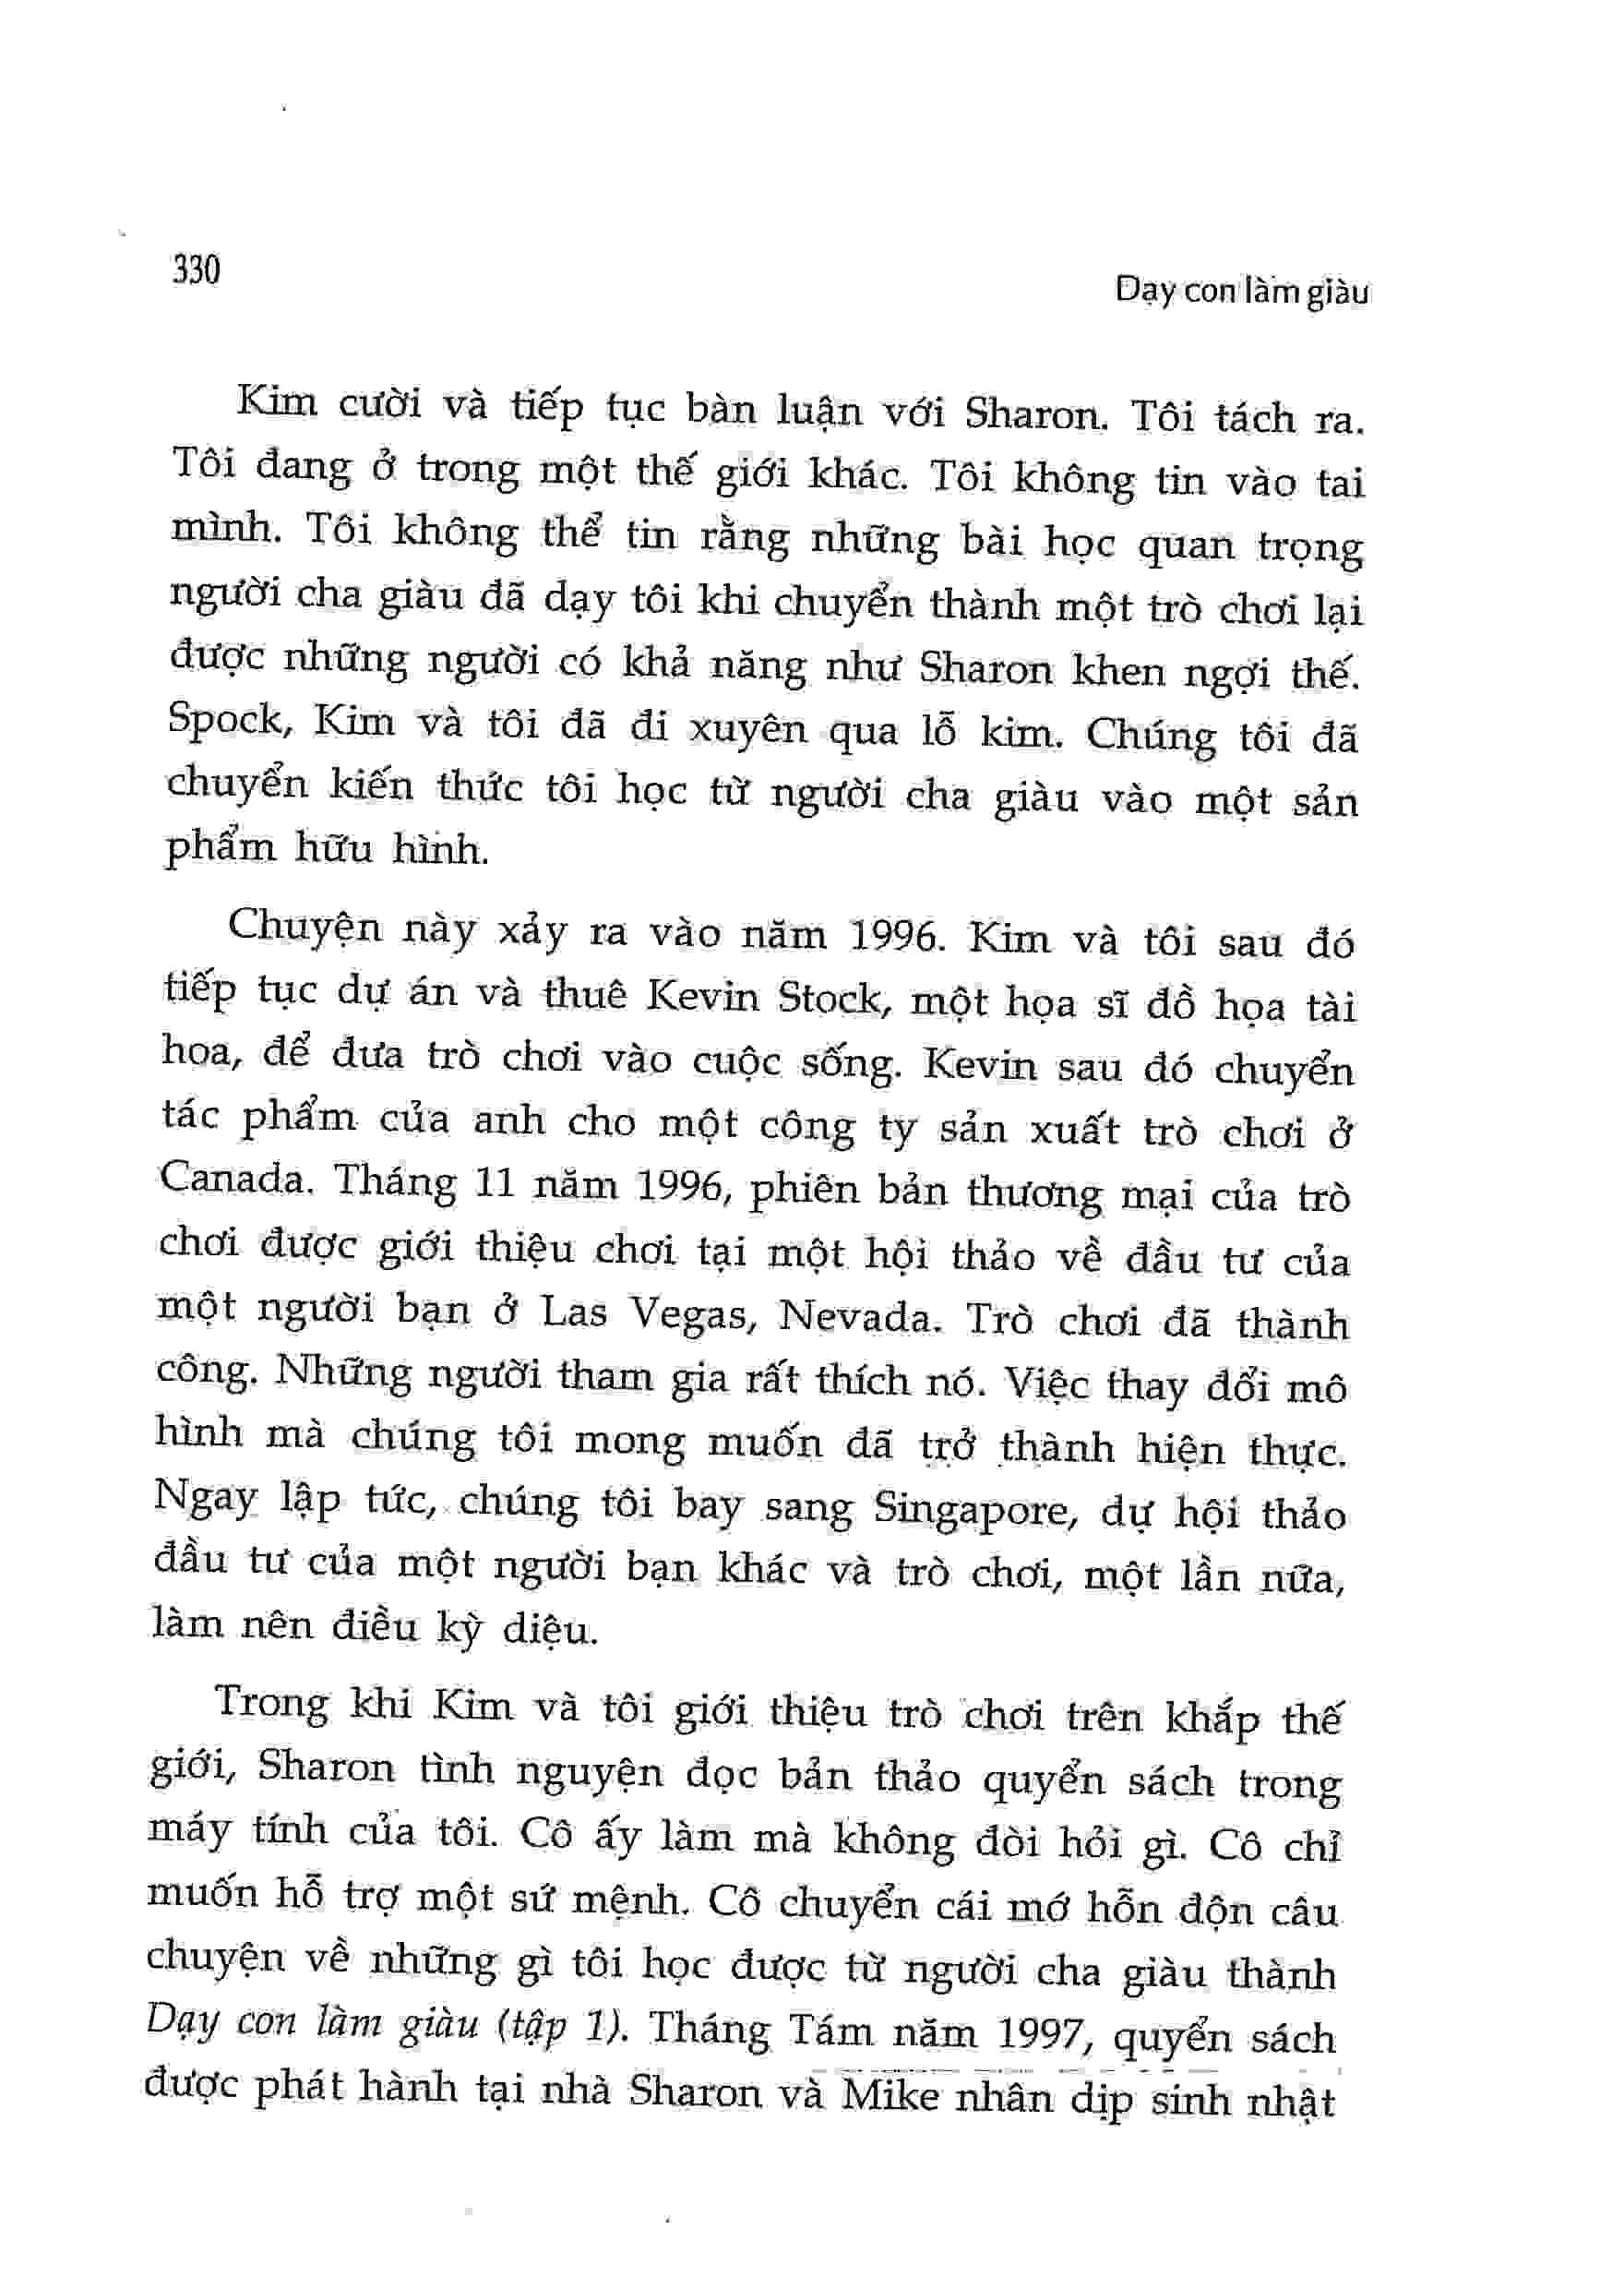 330
Dạy con làm giàu
Kim cười và tiếp tục bàn luận với Sharon. Tôi tách ra.
Tôi đang ở trong một thế giới khác. Tôi không tin vào tai
mình. Tôi không thể tin rằng những bài học quan trọng
người cha giàu đã dạy tôi khi chuyển thành một trò chơi lại
được những người có khả năng như Sharon khen ngợi thế.
Spock, Kim và tôi đã đi xuyên qua lỗ kim. Chúng tôi đã
chuyển kiến thức tôi học từ người cha giàu vào một sản
phẩm hữu hình.
Chuyện này xảy ra vào năm 1996. Kim và tôi sau đó
tiếp tục dự án và thuê Kevin Stock, một họa sĩ đồ họa tài
hoa, để đưa trò chơi vào cuộc sống. Kevin sau đó chuyển
tác phẩm của anh cho một công ty sản xuất trò chơi ở
Canada. Tháng 11 năm 1996, phiên bản thương mại của trò
chơi được giới thiệu chơi tại một hội thảo về đầu tư của
một người bạn ở Las Vegas, Nevada. Trò chơi đã thành
công. Những người tham gia rất thích nó. Việc thay đổi mô
hình mà chúng tôi mong muốn đã trở thành hiện thực.
Ngay lập tức, chúng tôi bay sang Singapore, dự hội thảo
đầu tư của một người bạn khác và trò chơi, một lần nữa,
làm nên điều kỳ diệu.
Trong khi Kim và tôi giới thiệu trò chơi trên khắp thế
giới, Sharon tình nguyện đọc bản thảo quyển sách trong
máy tính của tôi. Cô ấy làm mà không đòi hỏi gì. Cô chỉ
muốn hỗ trợ một sứ mệnh. Cô chuyển cái mớ hỗn độn câu
chuyện về những gì tôi học được từ người cha giàu thành
Dạy con làm giàu (tập 1). Tháng Tám năm 1997, quyển sách
được phát hành tại nhà Sharon và Mike nhân dịp sinh nhật